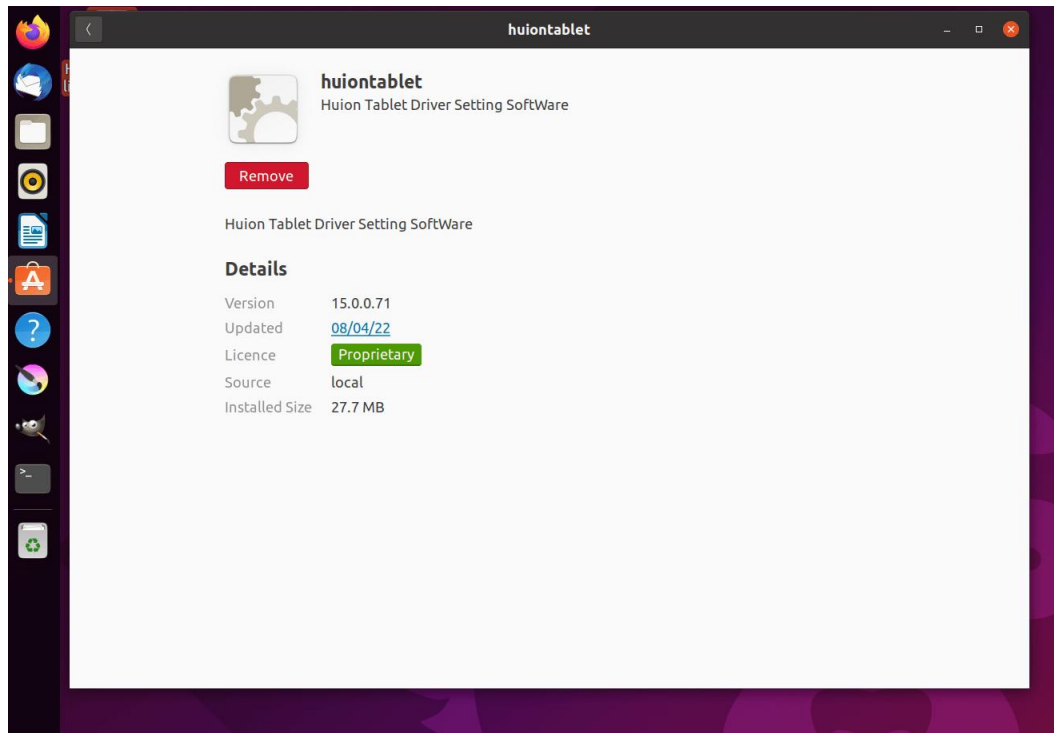 huiontablet
huiontablet
Huion Tablet Driver Setting SoftWare
Remove
Huion Tablet Driver Setting SoftWare
Details
Version 15.0.0.71
Updated 08/04/22
Licence Proprietary
Source local
Installed Size 27.7 MB